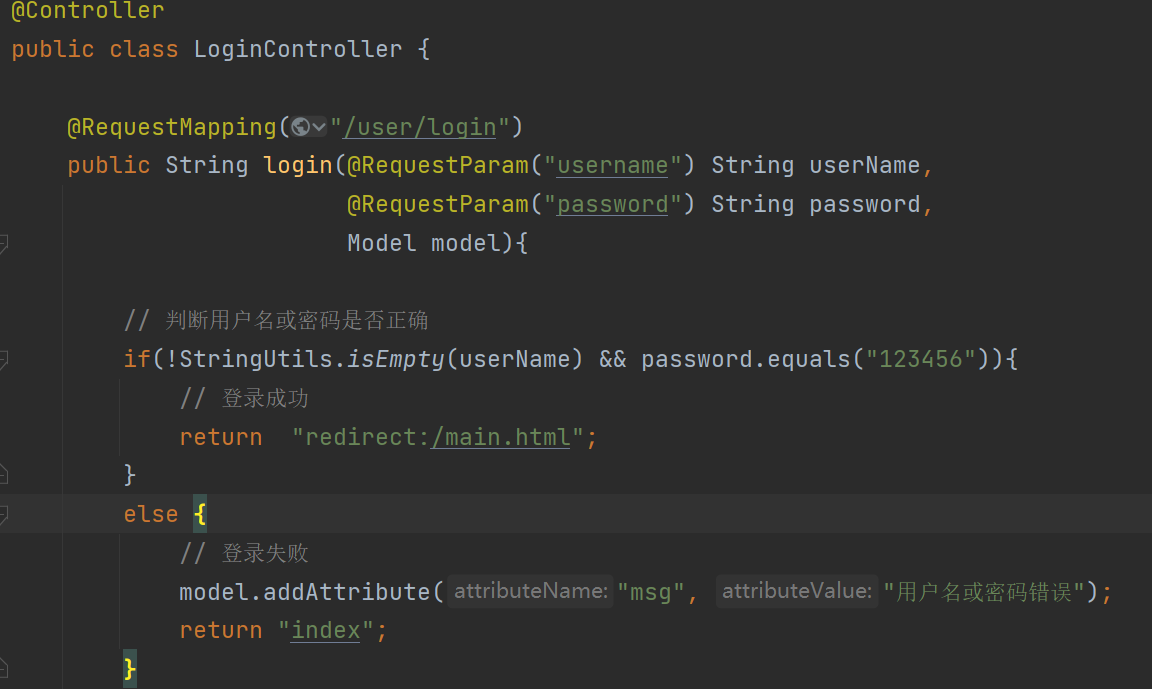 @Controller
public class LoginController {
@RequestMapping("/user/login")
public String login(@RequestParam("username") String userName,
@RequestParam("password") String password,
Model model){
// 判断用户名或密码是否正确
if(!StringUtils.isEmpty(userName) && password.equals("123456")){
// 登录成功
return  "redirect:/main.html";
}
else {
// 登录失败
model.addAttribute( attributeName: "msg", attributeValue: "用户名或密码错误");
return "index";
}